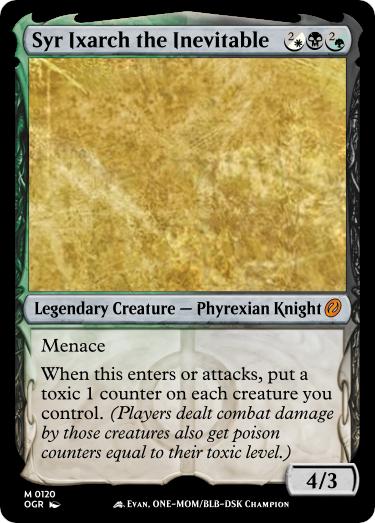 Syr Ixarch the Inevitable 2 2
Legendary Creature — Phyrexian Knight
Menace
When this enters or attacks, put a
toxic 1 counter on each creature you
control. (Players dealt combat damage
by those creatures also get poison
counters equal to their toxic level.)
4/3
M 0120
OGR Evan, ONE-MOM/BLB-DSK Champion